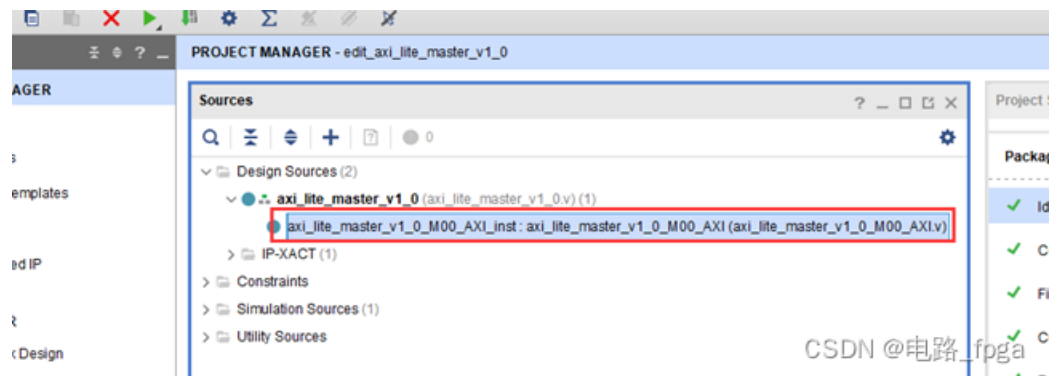 PROJECT MANAGER - edit_axi_lite_master_v1_0
AGER
Sources
Project
0
Packag
Design Sources (2)
emplates
axi_lite_master_v1_0 (axi_lite_master_v1_0.v) (1)
Id
axi_lite_master_v1_0_M00_AXI_inst : axi_lite_master_v1_0_M00_AXI (axi_lite_master_v1_0_M00_AXI.v)
IP-XACT (1)
C
ed IP
Constraints
Fi
Simulation Sources (1)
R
Utility Sources
C
Design
CSDN @电路_fpga